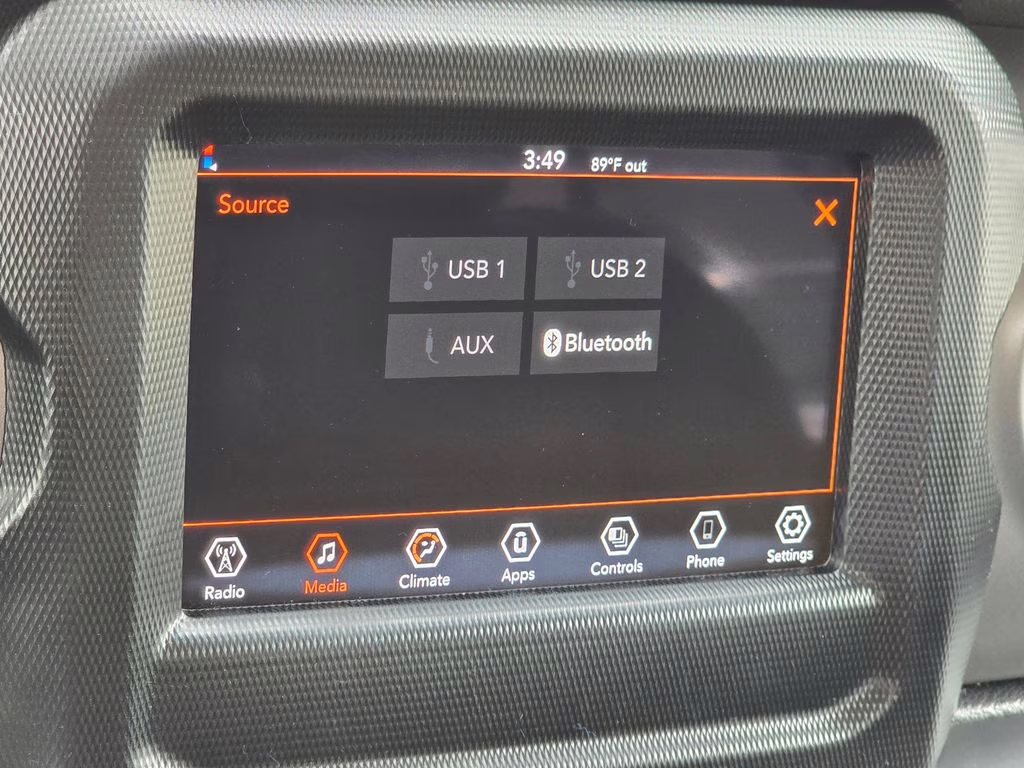 3:49 89°F out
Source X
USB 1 USB 2
AUX Bluetooth
Radio Media Climate Apps Controls Phone Settings